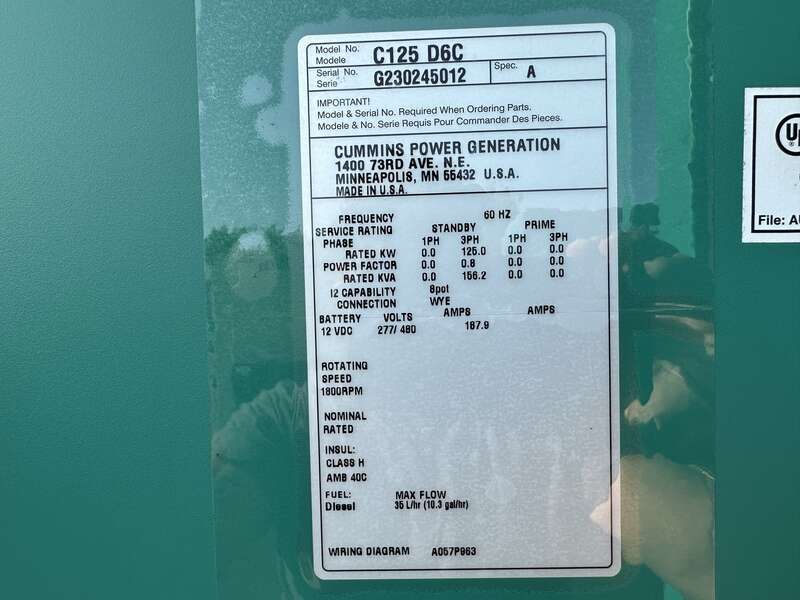 Model No. C125 D6C
Modele
Serial No. G230245012 Spec. A
Serie
IMPORTANT!
Model & Serial No. Required When Ordering Parts.
Modele & No. Serie Requis Pour Commander Des Pieces.
CUMMINS POWER GENERATION
1400 73RD AVE. N.E.
MINNEAPOLIS, MN 55432 U.S.A.
MADE IN U.S.A.
FREQUENCY 60 HZ
SERVICE RATING STANDBY PRIME
PHASE 1PH 3PH 1PH 3PH
RATED KW 0.0 125.0 0.0 0.0
POWER FACTOR 0.0 0.8 0.0 0.0
RATED KVA 0.0 156.2 0.0 0.0
I2 CAPABILITY 8pct
CONNECTION WYE
BATTERY VOLTS AMPS AMPS
12 VDC 277/ 480 187.9
ROTATING
SPEED
1800RPM
NOMINAL
RATED
INSUL:
CLASS H
AMB 40C
FUEL: MAX FLOW
Diesel 35 L/hr (10.3 gal/hr)
WIRING DIAGRAM A057P963
File: AU